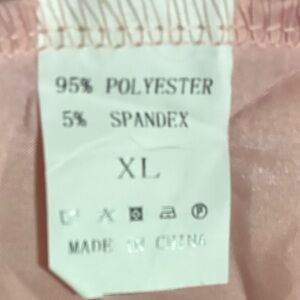 95% POLYESTER
5% SPANDEX
XL
MADE IN CHINA